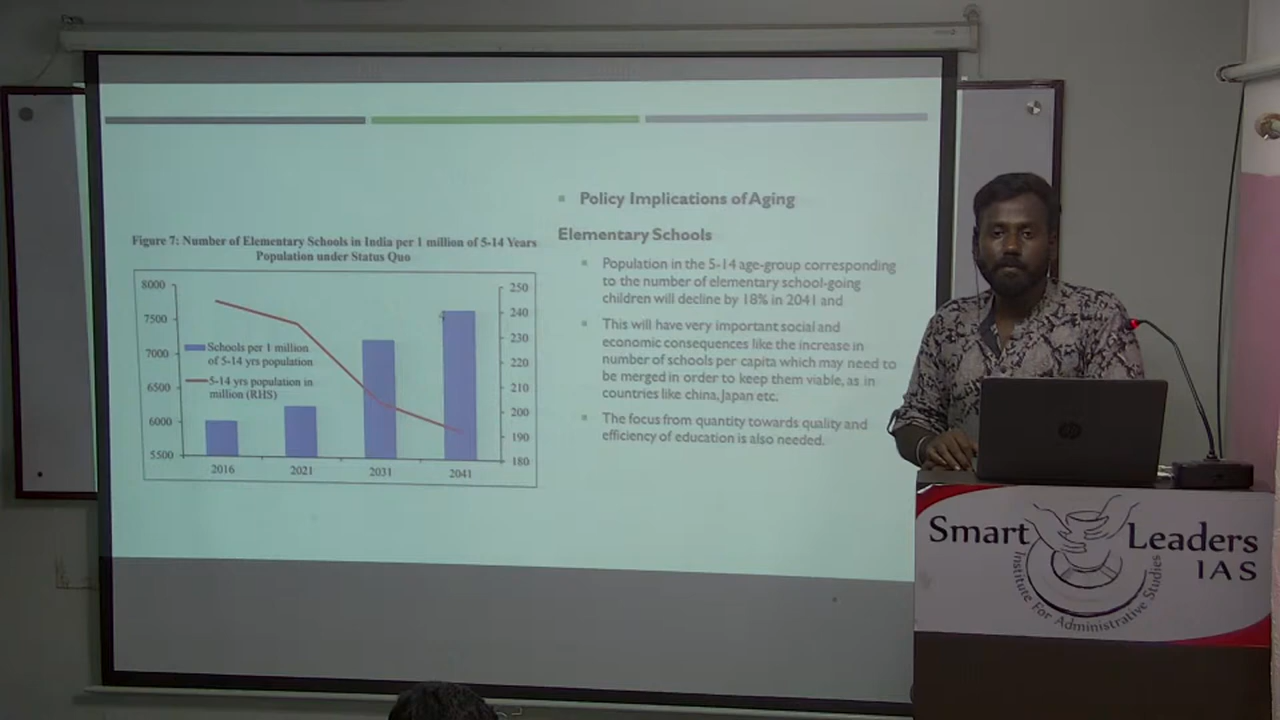 Policy Implications of Aging
Elementary Schools
Population in the 5-14 age-group corresponding
to the number of elementary school-going
children will decline by 18% in 2041 and
This will have very important social and
economic consequences like the increase in
number of schools per capita which may need to
be merged in order to keep them viable, as in
countries like china, Japan etc.
The focus from quantity towards quality and
efficiency of education is also needed.
Figure 7: Number of Elementary Schools in India per 1 million of 5-14 Years
Population under Status Quo
8000
7500
7000
6500
6000
5500
Schools per 1 million
of 5-14 yrs population
5-14 yrs population in
million (RHS)
250
240
230
220
210
200
190
180
2016 2021 2031 2041
hp
Smart Leaders
IAS
Institute For Administrative Studies